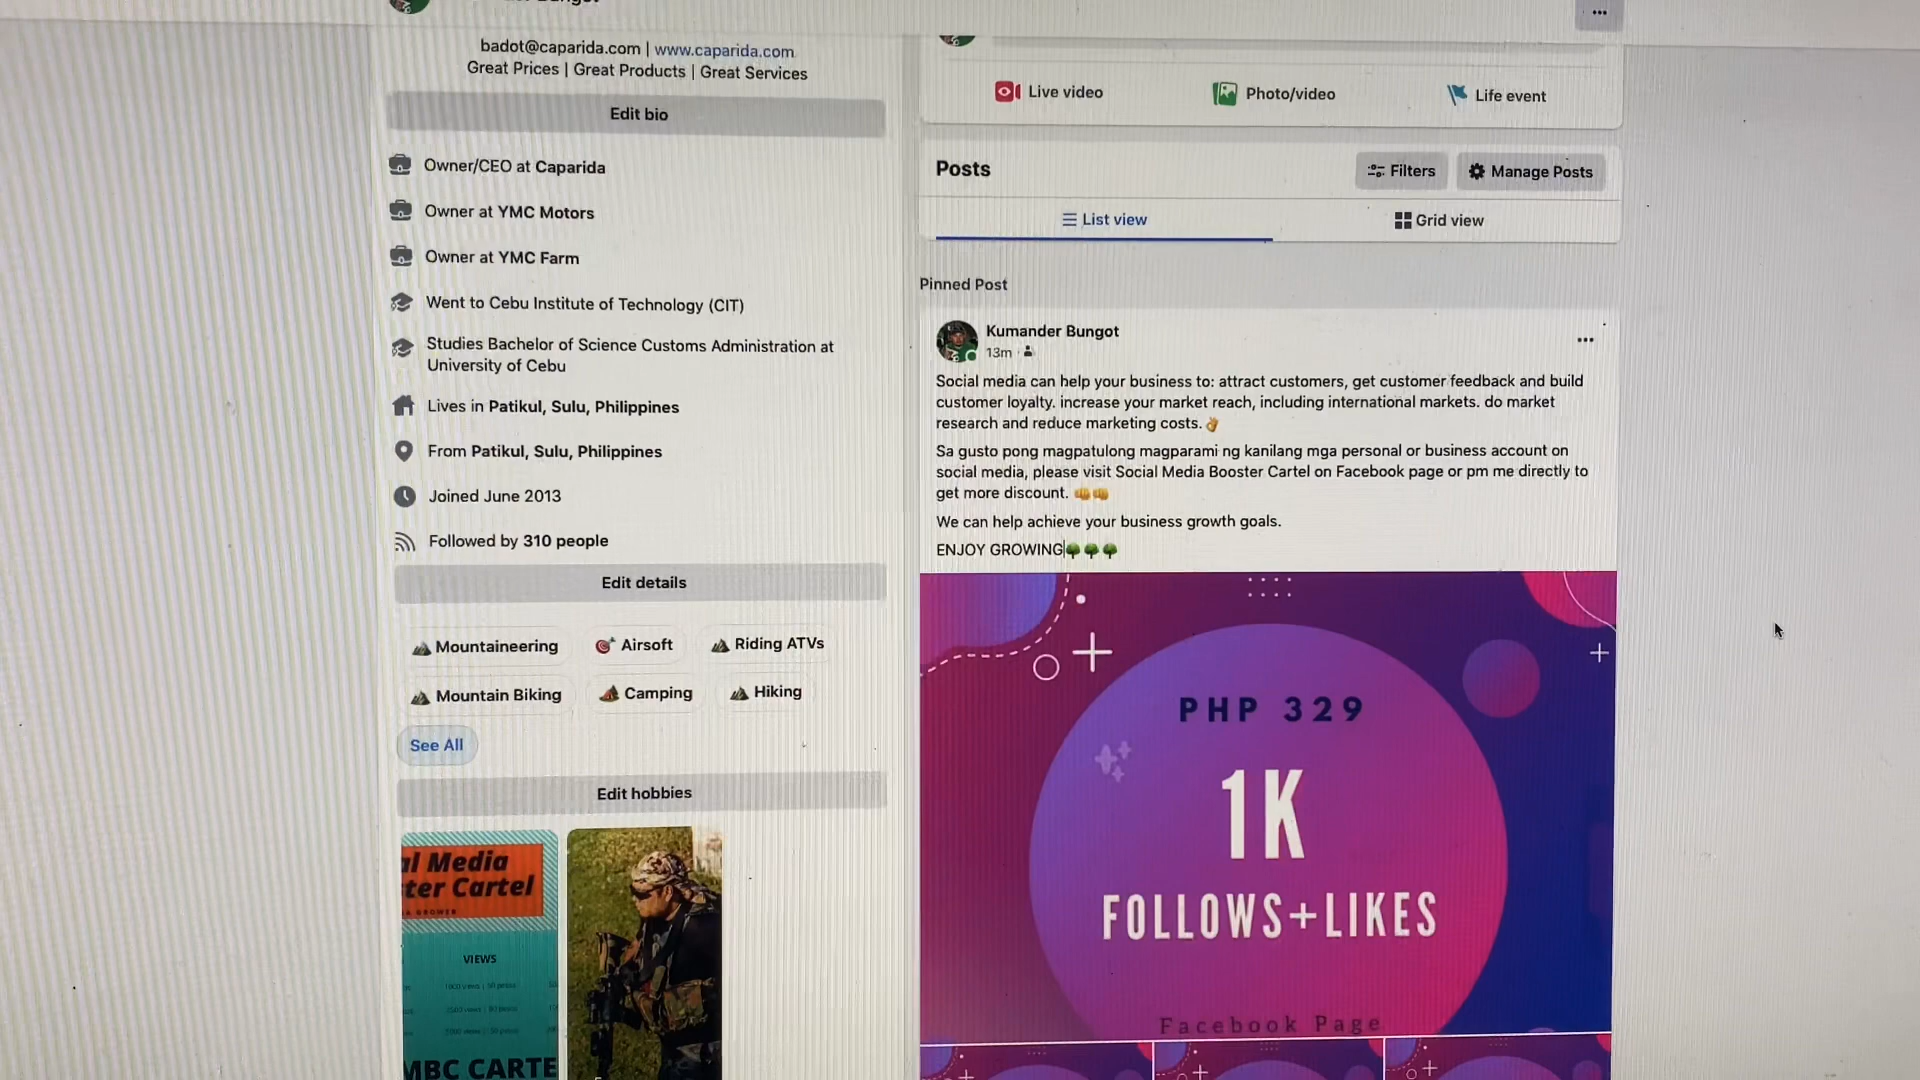 badot@caparida.com | www.caparida.com
Great Prices | Great Products | Great Services
Edit bio
Owner/CEO at Caparida
Owner at YMC Motors
Owner at YMC Farm
Went to Cebu Institute of Technology (CIT)
Studies Bachelor of Science Customs Administration at
University of Cebu
Lives in Patikul, Sulu, Philippines
From Patikul, Sulu, Philippines
Joined June 2013
Followed by 310 people
Edit details
Mountaineering
Airsoft
Riding ATVs
Mountain Biking
Camping
Hiking
See All
Edit hobbies
al Media
ter Cartel
VIEWS
MBC CARTE
Live video
Photo/video
Life event
Posts
Filters
Manage Posts
List view
Grid view
Pinned Post
Kumander Bungot
13m
Social media can help your business to: attract customers, get customer feedback and build
customer loyalty. increase your market reach, including international markets. do market
research and reduce marketing costs.👌
Sa gusto pong magpatulong magparami ng kanilang mga personal or business account on
social media, please visit Social Media Booster Cartel on Facebook page or pm me directly to
get more discount. 👊👊
We can help achieve your business growth goals.
ENJOY GROWING🌳🌳🌳
PHP 329
1K
FOLLOWS+LIKES
Facebook Page